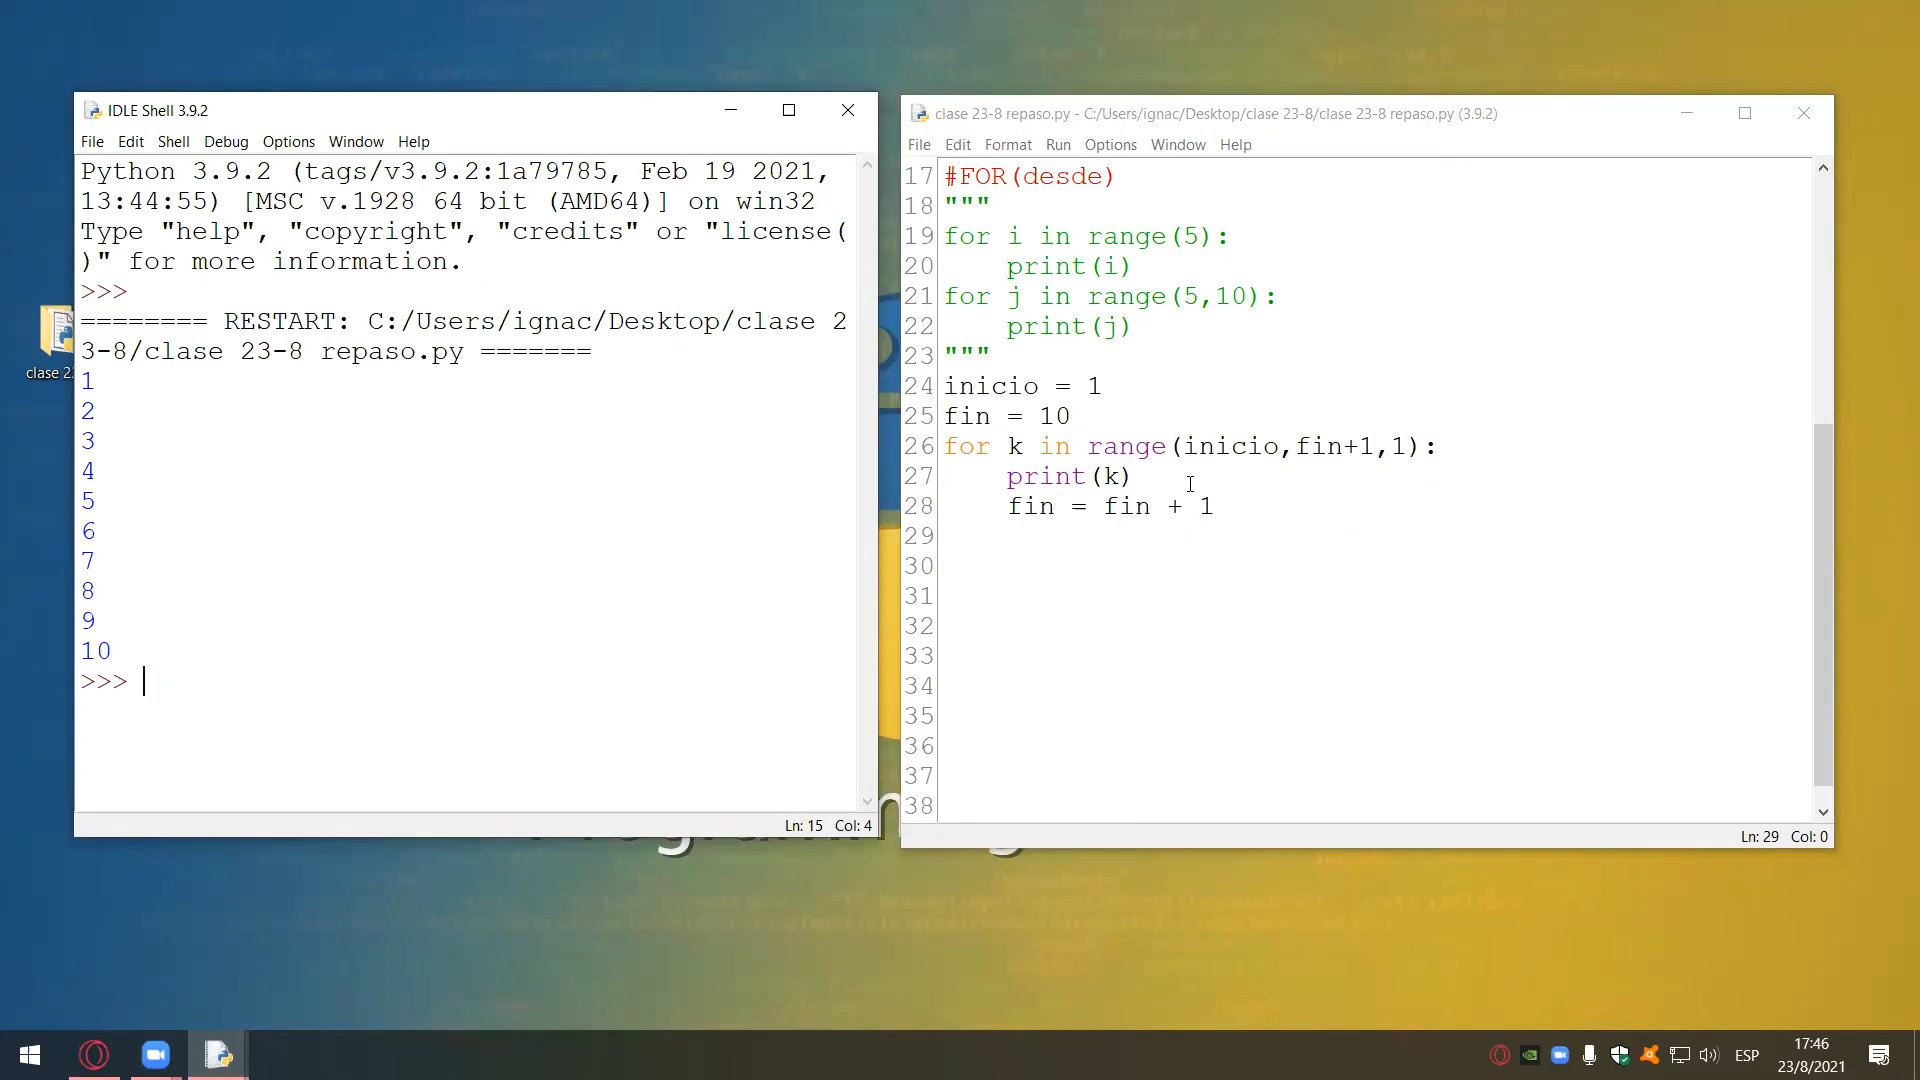 IDLE Shell 3.9.2
File Edit Shell Debug Options Window Help
Python 3.9.2 (tags/v3.9.2:1a79785, Feb 19 2021,
13:44:55) [MSC v.1928 64 bit (AMD64)] on win32
Type "help", "copyright", "credits" or "license(
)" for more information.
>>>
======== RESTART: C:/Users/ignac/Desktop/clase 2
3-8/clase 23-8 repaso.py =======
1
2
3
4
5
6
7
8
9
10
>>>
Ln: 15 Col: 4
clase 23-8 repaso.py - C:/Users/ignac/Desktop/clase 23-8/clase 23-8 repaso.py (3.9.2)
File Edit Format Run Options Window Help
17 #FOR(desde)
18 """
19 for i in range(5):
20     print(i)
21 for j in range(5,10):
22     print(j)
23 """
24 inicio = 1
25 fin = 10
26 for k in range(inicio,fin+1,1):
27     print(k)
28     fin = fin + 1
29
30
31
32
33
34
35
36
37
38
Ln: 29 Col: 0
clase 2
ESP
17:46
23/8/2021